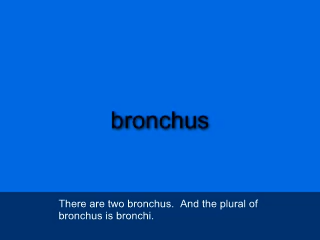 bronchus
There are two bronchus.  And the plural of
bronchus is bronchi.